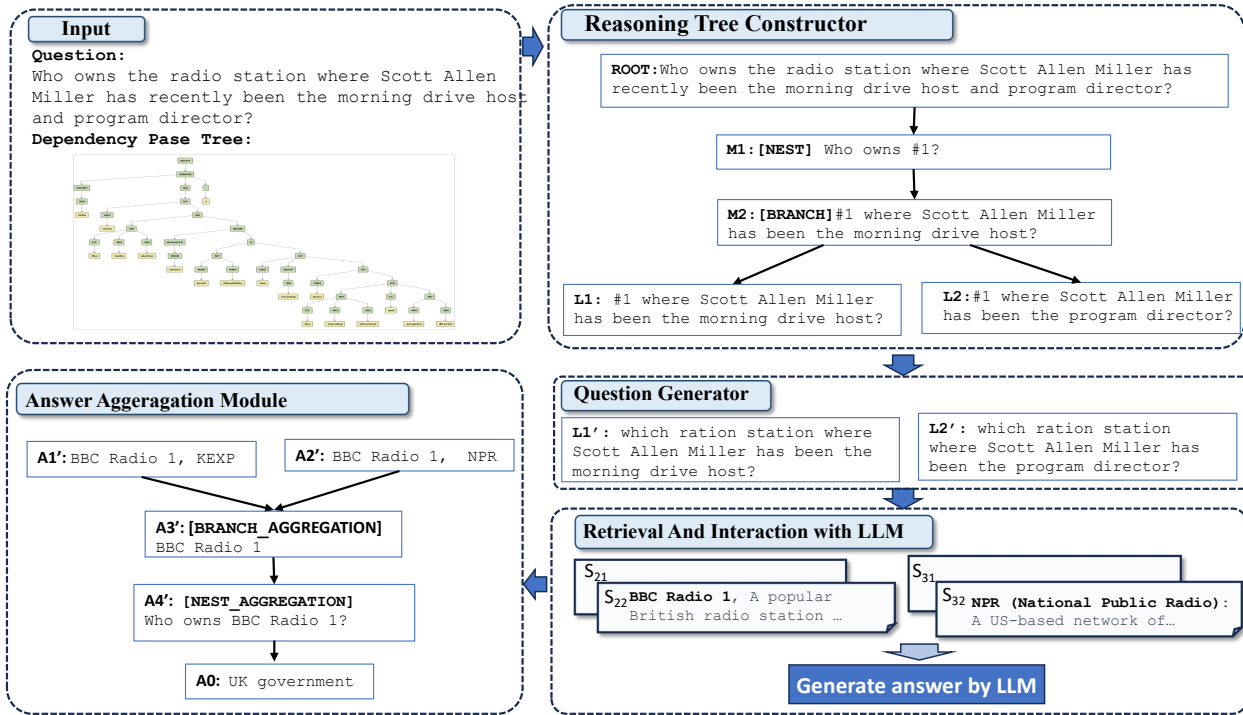 Input
Question:
Who owns the radio station where Scott Allen
Miller has recently been the morning drive host
and program director?
Dependency Pase Tree:
Reasoning Tree Constructor
ROOT:Who owns the radio station where Scott Allen Miller has
recently been the morning drive host and program director?
M1:[NEST] Who owns #1?
M2:[BRANCH]#1 where Scott Allen Miller
has been the morning drive host?
L1: #1 where Scott Allen Miller
has been the morning drive host?
L2:#1 where Scott Allen Miller
has been the program director?
Question Generator
L1': which ration station where
Scott Allen Miller has been the
morning drive host?
L2': which ration station
where Scott Allen Miller has
been the program director?
Retrieval And Interaction with LLM
S21
S22 BBC Radio 1, A popular
British radio station …
S31
S32 NPR (National Public Radio):
A US-based network of…
Generate answer by LLM
Answer Aggeragation Module
A1': BBC Radio 1, KEXP
A2': BBC Radio 1, NPR
A3': [BRANCH_AGGREGATION]
BBC Radio 1
A4': [NEST_AGGREGATION]
Who owns BBC Radio 1?
A0: UK government